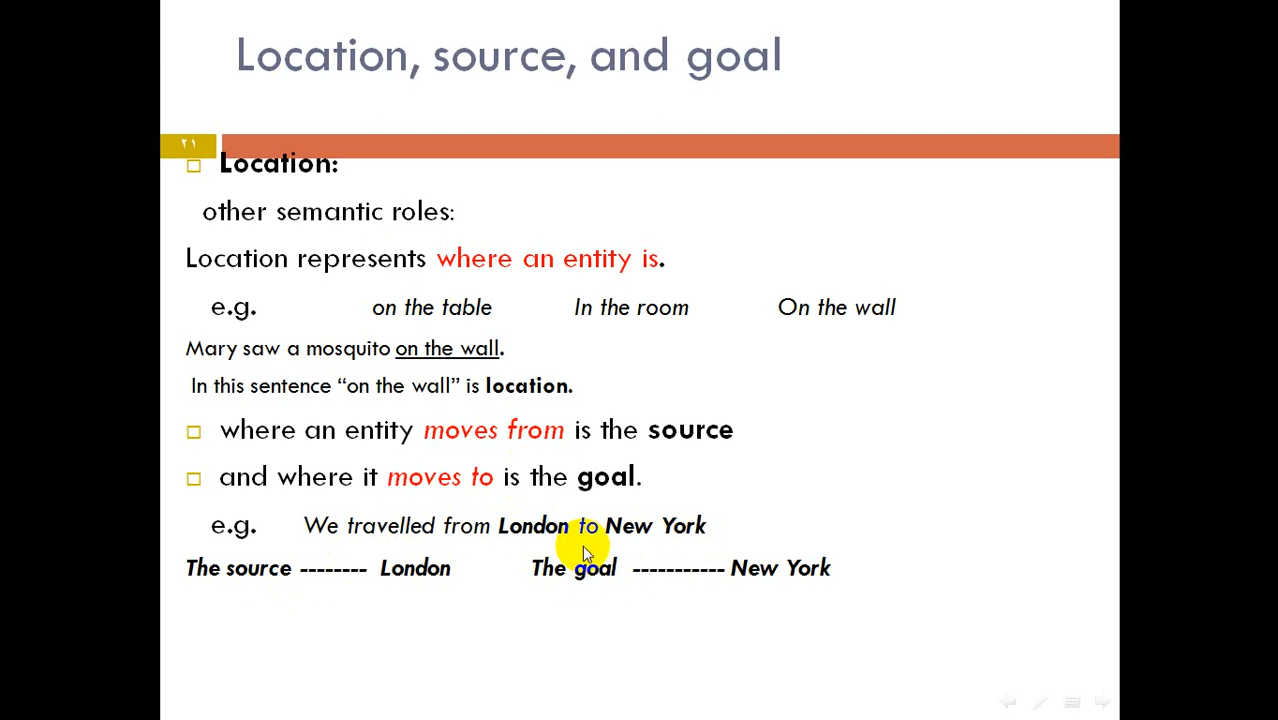 Location, source, and goal
٢١
Location:
other semantic roles:
Location represents where an entity is.
e.g. on the table In the room On the wall
Mary saw a mosquito on the wall.
In this sentence “on the wall” is location.
where an entity moves from is the source
and where it moves to is the goal.
e.g. We travelled from London to New York
The source -------- London The goal ----------- New York